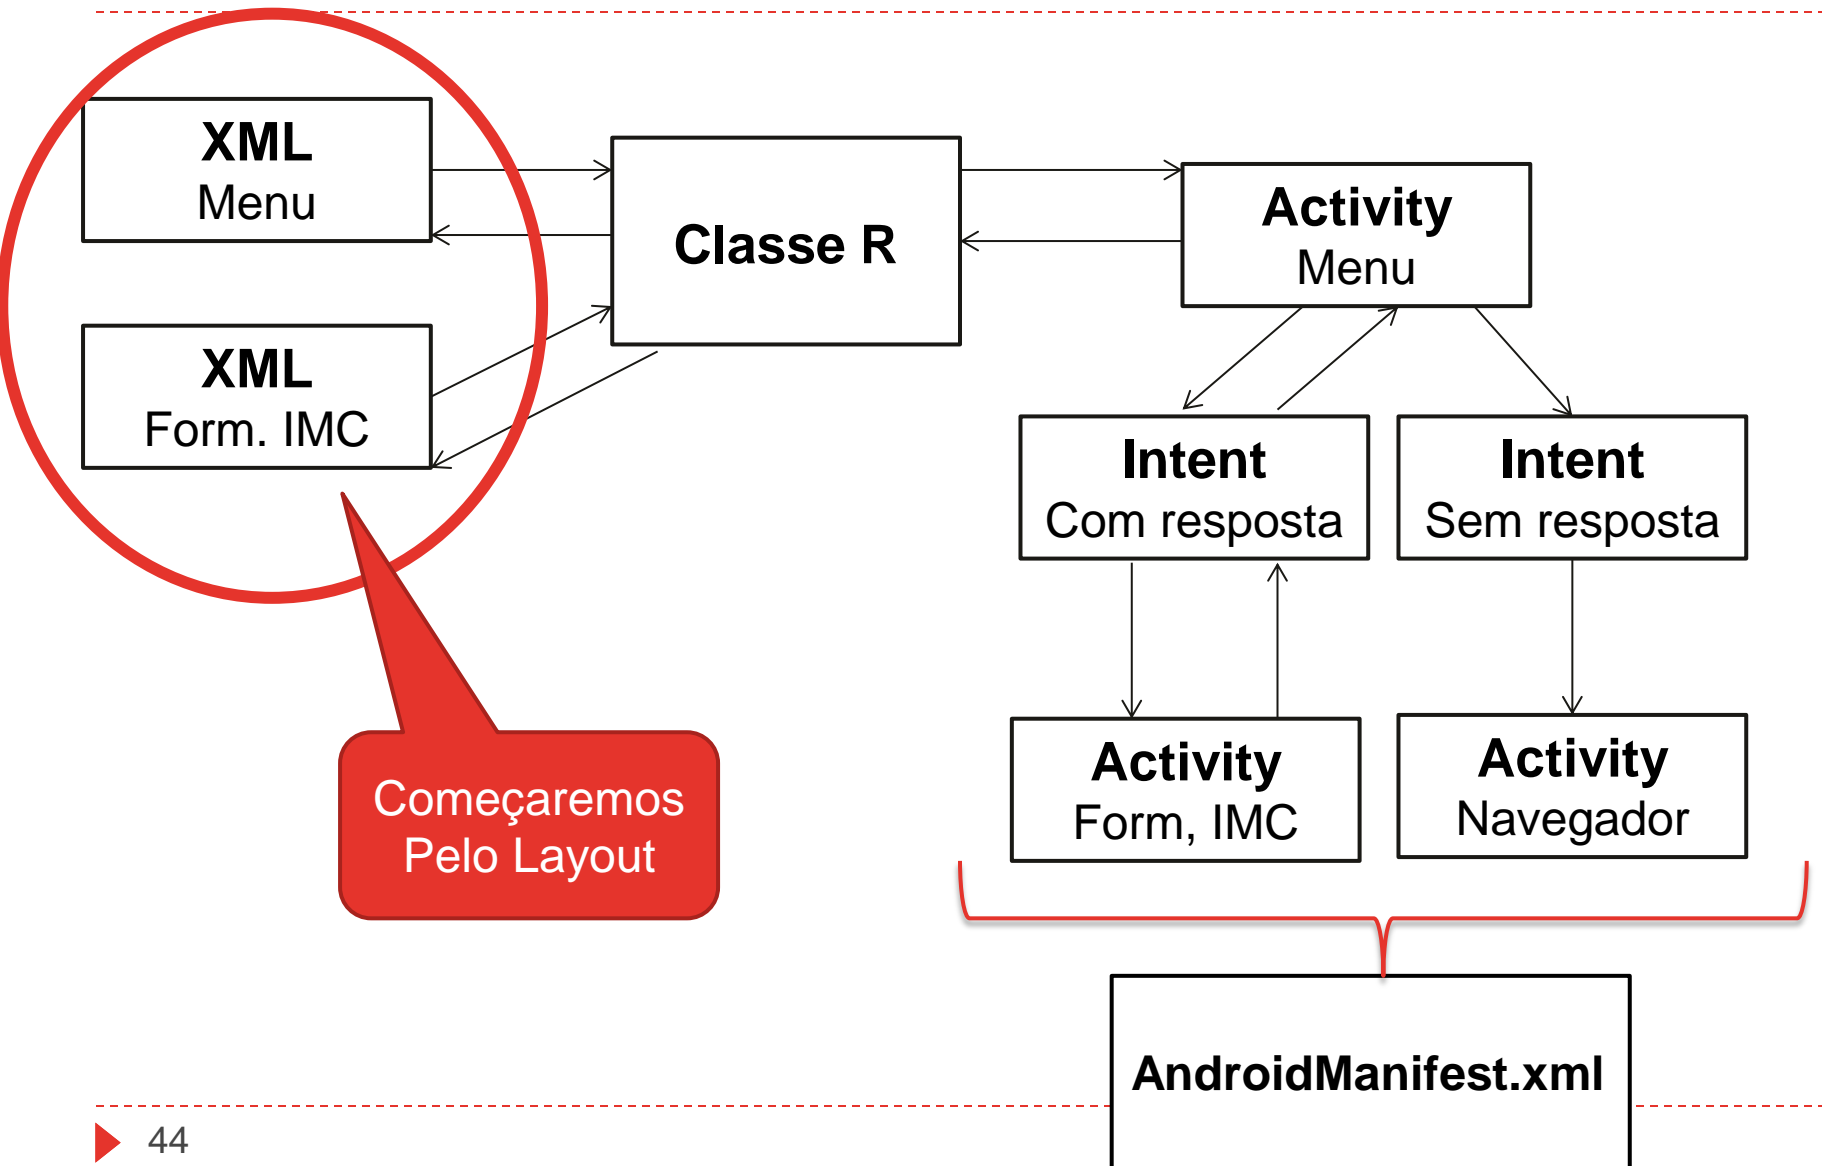 XML
Menu
XML
Form. IMC
Classe R
Activity
Menu
Intent
Com resposta
Intent
Sem resposta
Activity
Form, IMC
Activity
Navegador
Começaremos
Pelo Layout
AndroidManifest.xml
44